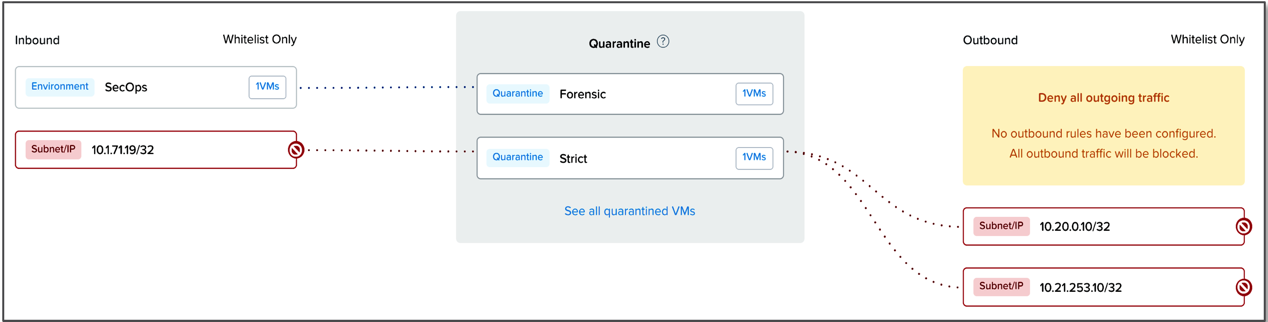 Inbound
Whitelist Only
Environment SecOps 1VMs
Subnet/IP 10.1.71.19/32
Quarantine ?
Quarantine Forensic 1VMs
Quarantine Strict 1VMs
See all quarantined VMs
Outbound
Whitelist Only
Deny all outgoing traffic
No outbound rules have been configured.
All outbound traffic will be blocked.
Subnet/IP 10.20.0.10/32
Subnet/IP 10.21.253.10/32